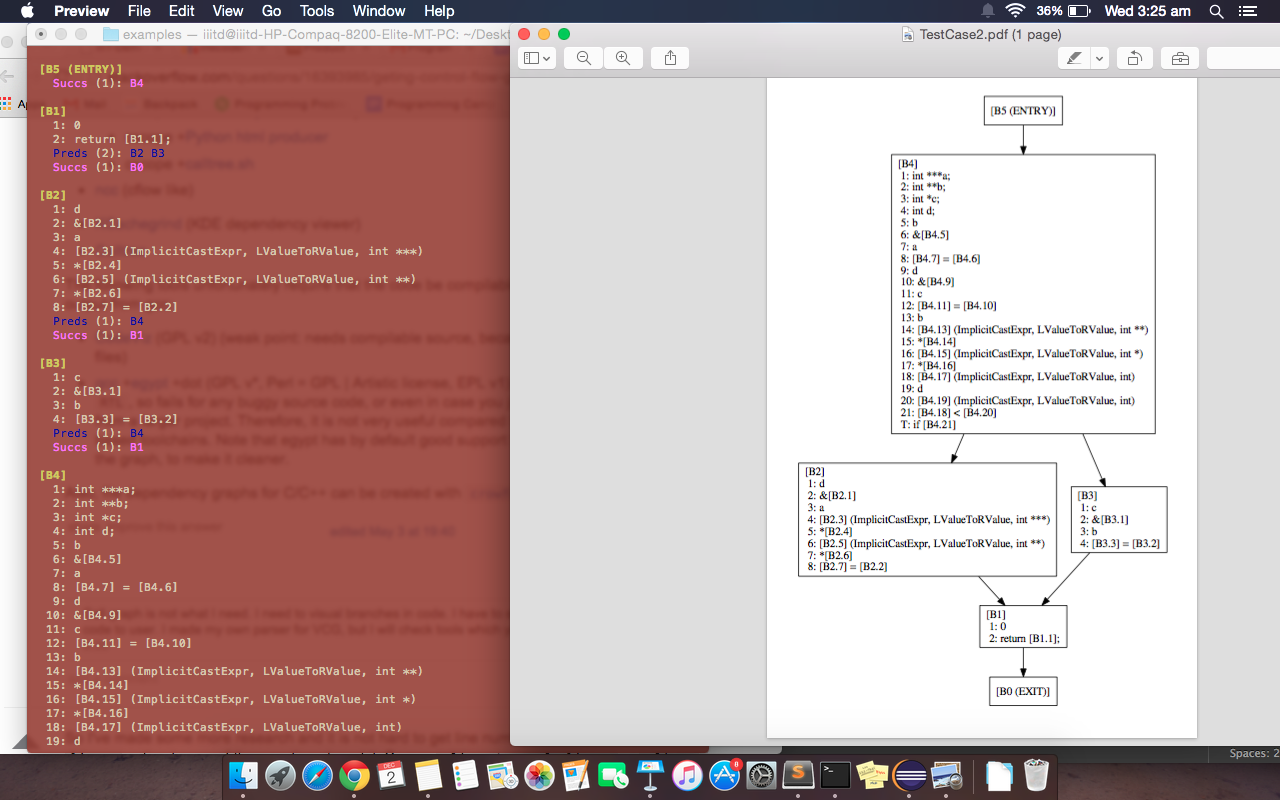 Preview File Edit View Go Tools Window Help
36% Wed 3:25 am
examples — iiitd@iiitd-HP-Compaq-8200-Elite-MT-PC: ~/Deskt
[B5 (ENTRY)]
Succs (1): B4
[B1]
1: 0
2: return [B1.1];
Preds (2): B2 B3
Succs (1): B0
[B2]
1: d
2: &[B2.1]
3: a
4: [B2.3] (ImplicitCastExpr, LValueToRValue, int ***)
5: *[B2.4]
6: [B2.5] (ImplicitCastExpr, LValueToRValue, int **)
7: *[B2.6]
8: [B2.7] = [B2.2]
Preds (1): B4
Succs (1): B1
[B3]
1: c
2: &[B3.1]
3: b
4: [B3.3] = [B3.2]
Preds (1): B4
Succs (1): B1
[B4]
1: int ***a;
2: int **b;
3: int *c;
4: int d;
5: b
6: &[B4.5]
7: a
8: [B4.7] = [B4.6]
9: d
10: &[B4.9]
11: c
12: [B4.11] = [B4.10]
13: b
14: [B4.13] (ImplicitCastExpr, LValueToRValue, int **)
15: *[B4.14]
16: [B4.15] (ImplicitCastExpr, LValueToRValue, int *)
17: *[B4.16]
18: [B4.17] (ImplicitCastExpr, LValueToRValue, int)
19: d
TestCase2.pdf (1 page)
[B5 (ENTRY)]
[B4]
1: int ***a;
2: int **b;
3: int *c;
4: int d;
5: b
6: &[B4.5]
7: a
8: [B4.7] = [B4.6]
9: d
10: &[B4.9]
11: c
12: [B4.11] = [B4.10]
13: b
14: [B4.13] (ImplicitCastExpr, LValueToRValue, int **)
15: *[B4.14]
16: [B4.15] (ImplicitCastExpr, LValueToRValue, int *)
17: *[B4.16]
18: [B4.17] (ImplicitCastExpr, LValueToRValue, int)
19: d
20: [B4.19] (ImplicitCastExpr, LValueToRValue, int)
21: [B4.18] < [B4.20]
T: if [B4.21]
[B2]
1: d
2: &[B2.1]
3: a
4: [B2.3] (ImplicitCastExpr, LValueToRValue, int ***)
5: *[B2.4]
6: [B2.5] (ImplicitCastExpr, LValueToRValue, int **)
7: *[B2.6]
8: [B2.7] = [B2.2]
[B3]
1: c
2: &[B3.1]
3: b
4: [B3.3] = [B3.2]
[B1]
1: 0
2: return [B1.1];
[B0 (EXIT)]
Spaces: 2
DEC
2
8